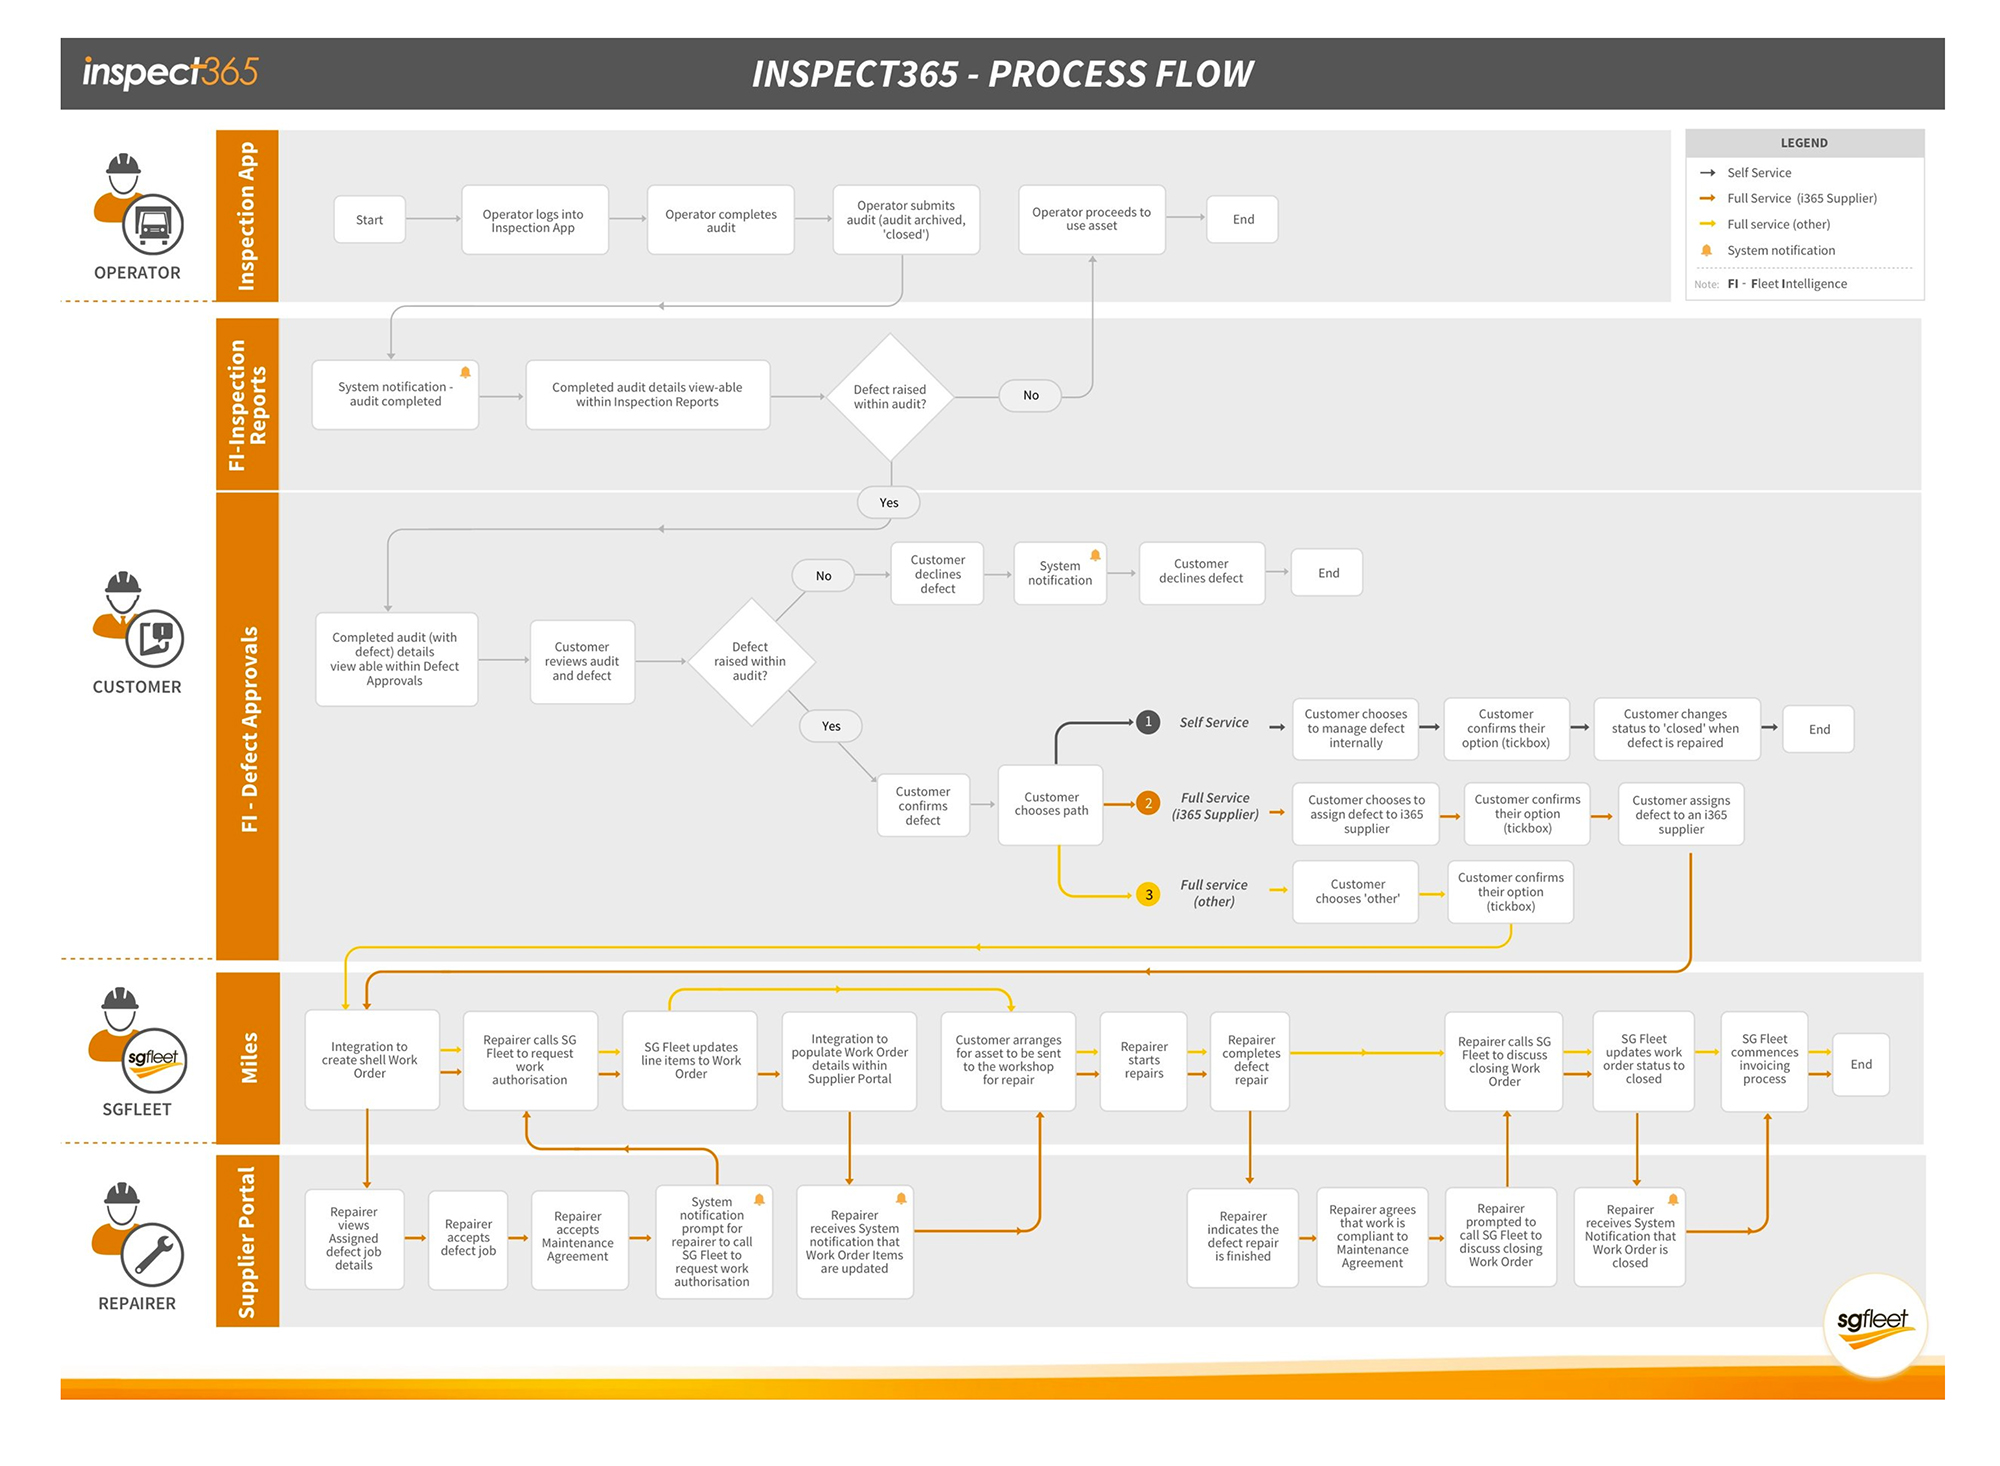 inspect365
INSPECT365 - PROCESS FLOW
OPERATOR
Inspection App
Start
Operator logs into
Inspection App
Operator completes
audit
Operator submits
audit (audit archived,
'closed')
Operator proceeds to
use asset
End
LEGEND
Self Service
Full Service (i365 Supplier)
Full service (other)
System notification
Note: FI - Fleet Intelligence
CUSTOMER
FI-Inspection
Reports
System notification -
audit completed
Completed audit details view-able
within Inspection Reports
Defect raised
within audit?
No
Yes
FI - Defect Approvals
Completed audit (with
defect) details
view able within Defect
Approvals
Customer
reviews audit
and defect
Defect
raised within
audit?
No
Customer
declines
defect
System
notification
Customer
declines defect
End
Yes
Customer
confirms
defect
Customer
chooses path
1
Self Service
Customer chooses
to manage defect
internally
Customer
confirms their
option (tickbox)
Customer changes
status to 'closed' when
defect is repaired
End
2
Full Service
(i365 Supplier)
Customer chooses to
assign defect to i365
supplier
Customer confirms
their option
(tickbox)
Customer assigns
defect to an i365
supplier
3
Full service
(other)
Customer
chooses 'other'
Customer confirms
their option
(tickbox)
sgfleet
SGFLEET
Miles
Integration to
create shell Work
Order
Repairer calls SG
Fleet to request
work
authorisation
SG Fleet updates
line items to Work
Order
Integration to
populate Work Order
details within
Supplier Portal
Customer arranges
for asset to be sent
to the workshop
for repair
Repairer
starts
repairs
Repairer
completes
defect
repair
Repairer calls SG
Fleet to discuss
closing Work
Order
SG Fleet
updates work
order status to
closed
SG Fleet
commences
invoicing
process
End
REPAIRER
Supplier Portal
Repairer
views
Assigned
defect job
details
Repairer
accepts
defect job
Repairer
accepts
Maintenance
Agreement
System
notification
prompt for
repairer to call
SG Fleet to
request work
authorisation
Repairer
receives System
notification that
Work Order Items
are updated
Repairer
indicates the
defect repair
is finished
Repairer agrees
that work is
compliant to
Maintenance
Agreement
Repairer
prompted to
call SG Fleet to
discuss closing
Work Order
Repairer
receives System
Notification that
Work Order is
closed
sgfleet